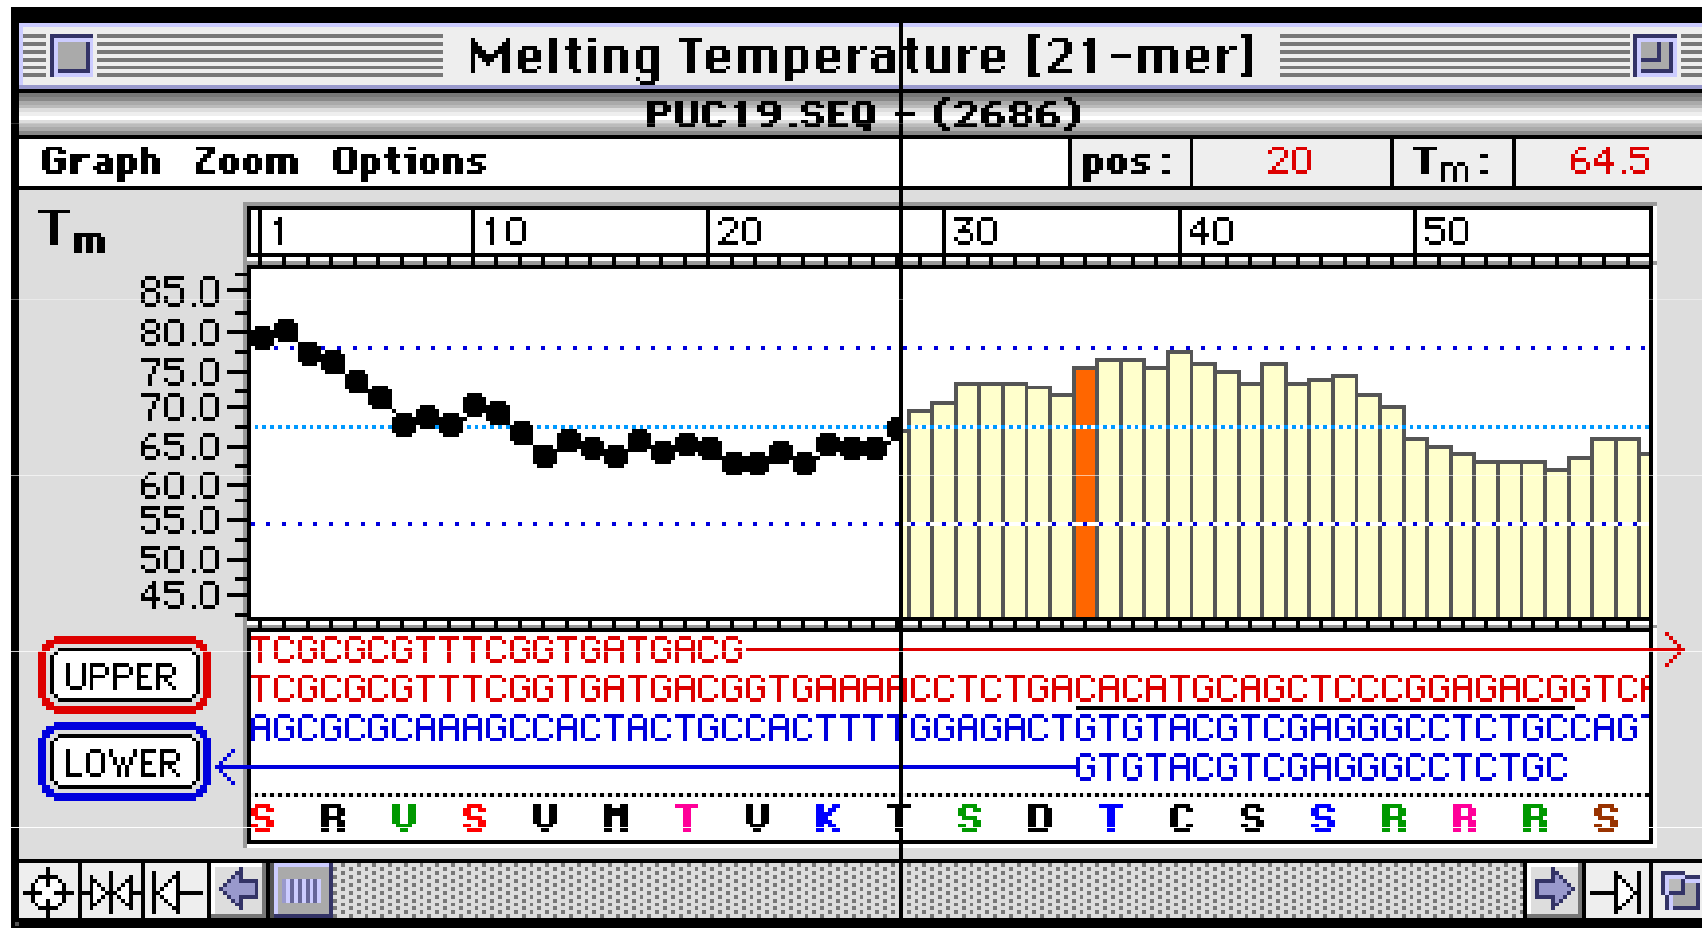 Melting Temperature [21-mer]
PUC19.SEQ - (2686)
Graph Zoom Options pos: 20 Tm: 64.5
Tm 1 10 20 30 40 50
85.0
80.0
75.0
70.0
65.0
60.0
55.0
50.0
45.0
UPPER
TCGCGCGTTTCGGTGATGACG
TCGCGCGTTTCGGTGATGACGGTGAAAACCTCTGACACATGCAGCTCCCGGAGACGGTCA
AGCGCGCAAAGCCACTACTGCCACTTTTGGAGACTGTGTACGTCGAGGGCCTCTGCCAGT
LOWER
GTGTACGTCGAGGGCCTCTGC
S R V S V M T V K T S D T C S S R R R S